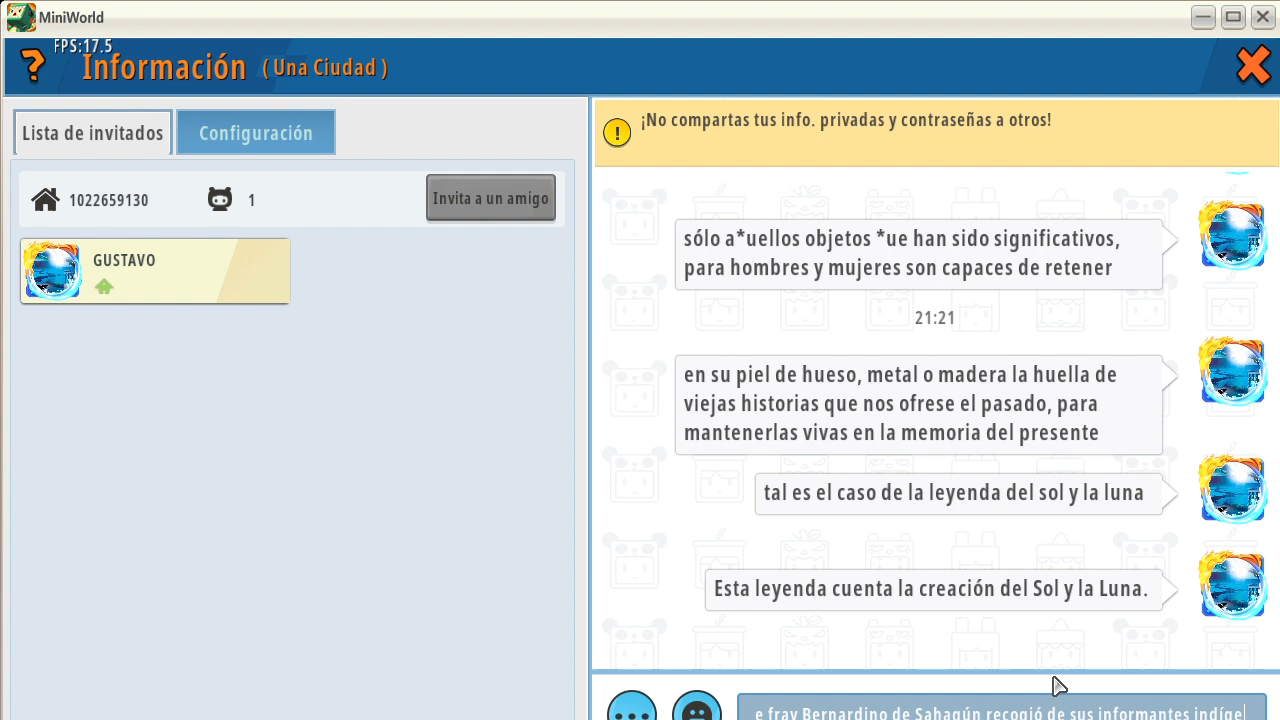 MiniWorld
FPS:17.5
Información ( Una Ciudad )
Lista de invitados
Configuración
1022659130
1
Invita a un amigo
GUSTAVO
¡No compartas tus info. privadas y contraseñas a otros!
sólo a*uellos objetos *ue han sido significativos,
para hombres y mujeres son capaces de retener
21:21
en su piel de hueso, metal o madera la huella de
viejas historias que nos ofrese el pasado, para
mantenerlas vivas en la memoria del presente
tal es el caso de la leyenda del sol y la luna
Esta leyenda cuenta la creación del Sol y la Luna.
e fray Bernardino de Sahagún recogió de sus informantes indíge